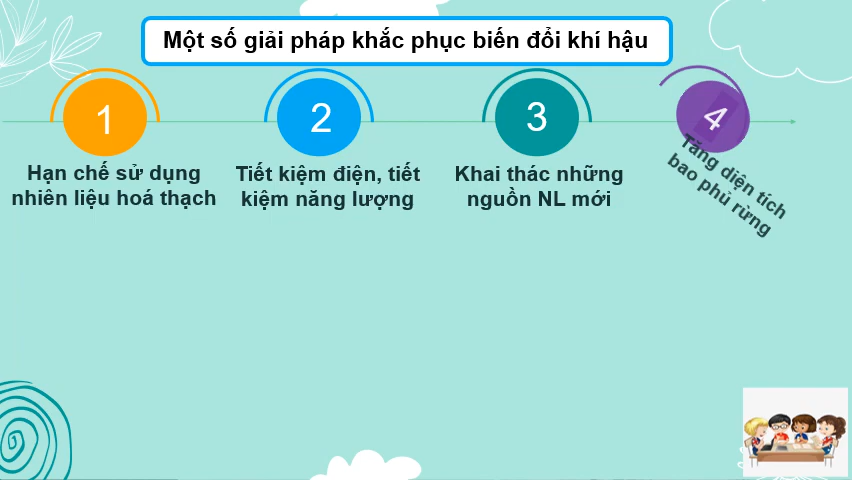 Một số giải pháp khắc phục biến đổi khí hậu
1
2
3
4
Hạn chế sử dụng
nhiên liệu hoá thạch
Tiết kiệm điện, tiết
kiệm năng lượng
Khai thác những
nguồn NL mới
Tăng diện tích
bao phủ rừng